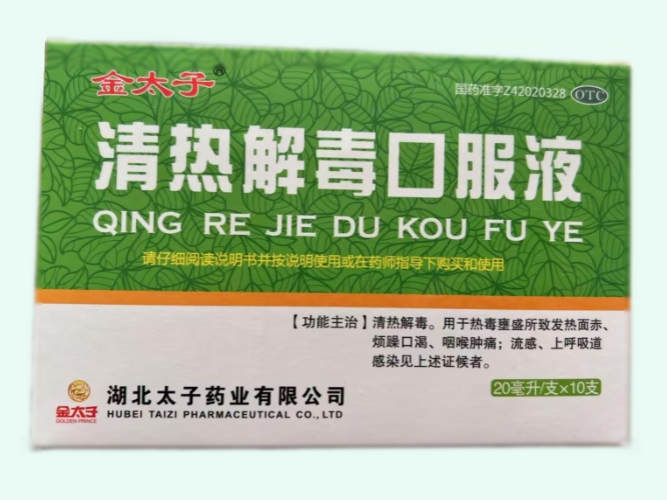 金太子®
国药准字Z42020328 OTC
清热解毒口服液
QING RE JIE DU KOU FU YE
请仔细阅读说明书并按说明使用或在药师指导下购买和使用
【功能主治】清热解毒。用于热毒壅盛所致发热面赤、
烦躁口渴、咽喉肿痛；流感、上呼吸道
感染见上述证候者。
20毫升/支×10支
金太子
GOLDEN PRINCE
湖北太子药业有限公司
HUBEI TAIZI PHARMACEUTICAL CO.,LTD